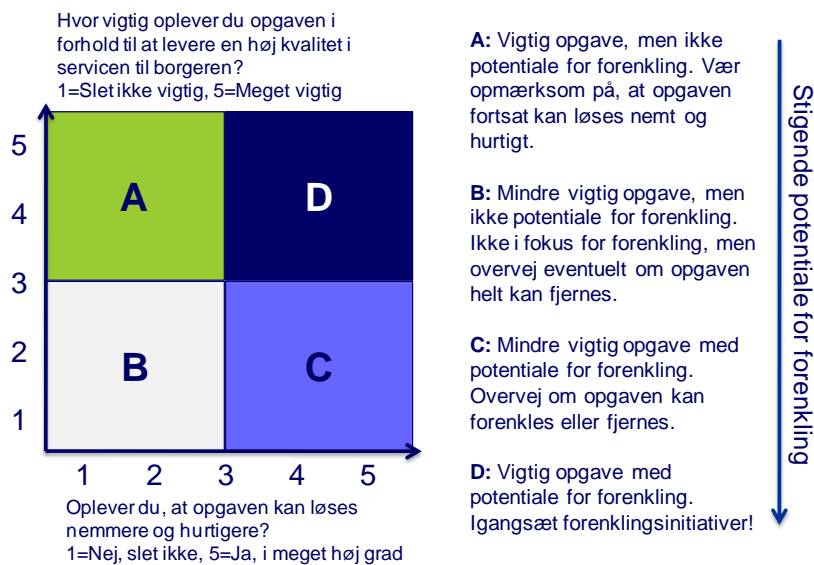 Hvor vigtig oplever du opgaven i
forhold til at levere en høj kvalitet i
servicen til borgeren?
1=Slet ikke vigtig, 5=Meget vigtig
5
4
3
2
1
A
D
B
C
1 2 3 4 5
Oplever du, at opgaven kan løses
nemmere og hurtigere?
1=Nej, slet ikke, 5=Ja, i meget høj grad
A: Vigtig opgave, men ikke
potentiale for forenkling. Vær
opmærksom på, at opgaven
fortsat kan løses nemt og
hurtigt.
B: Mindre vigtig opgave, men
ikke potentiale for forenkling.
Ikke i fokus for forenkling, men
overvej eventuelt om opgaven
helt kan fjernes.
C: Mindre vigtig opgave med
potentiale for forenkling.
Overvej om opgaven kan
forenkles eller fjernes.
D: Vigtig opgave med
potentiale for forenkling.
Igangsæt forenklingsinitiativer!
Stigende potentiale for forenkling